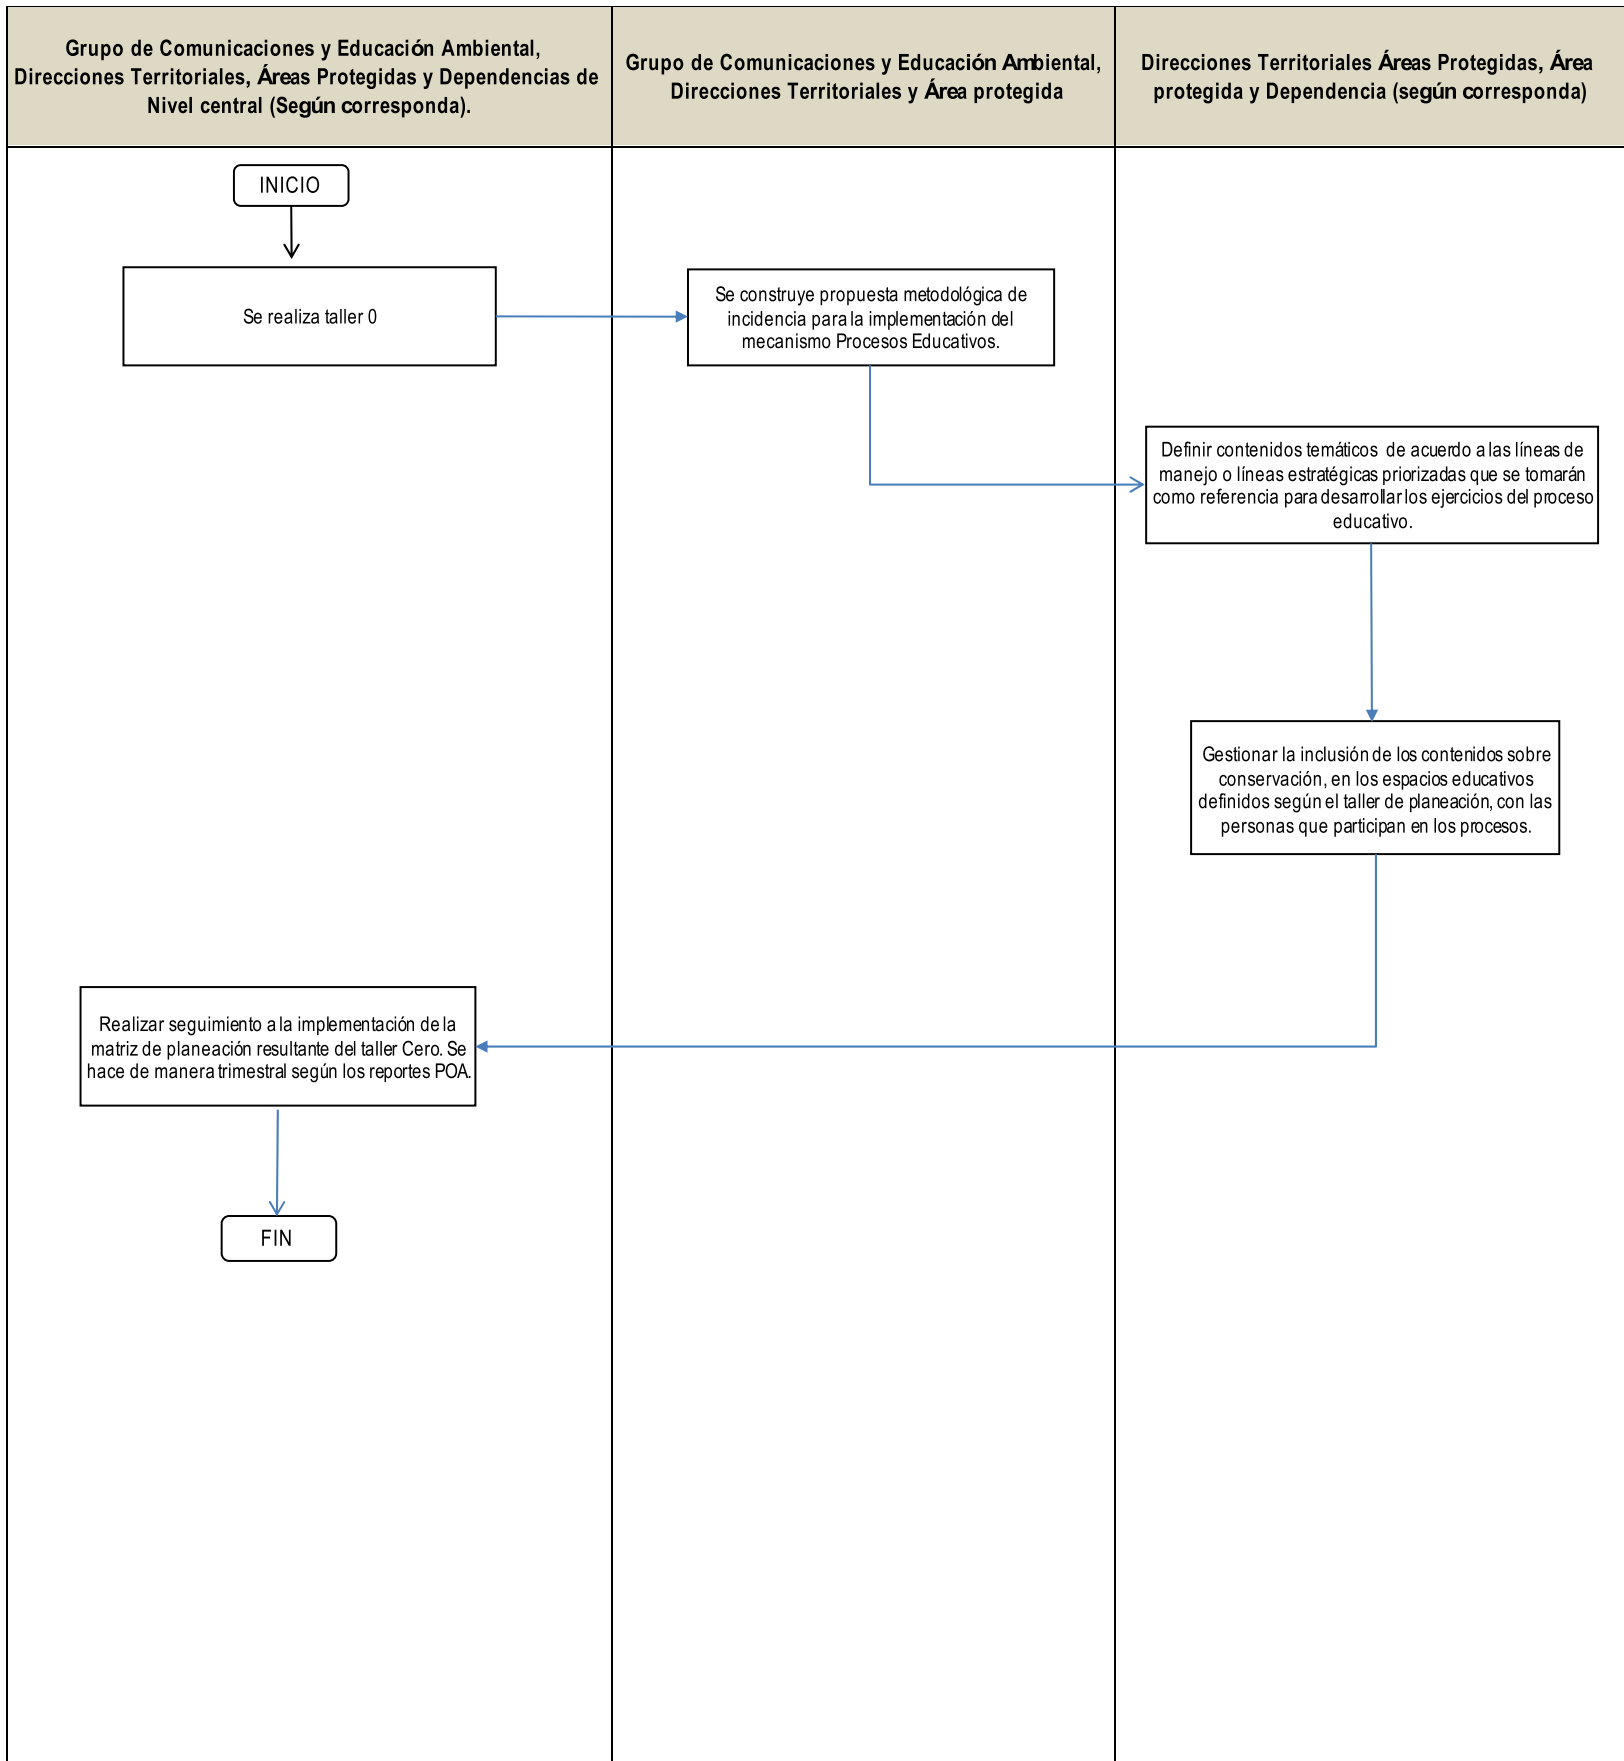 Grupo de Comunicaciones y Educación Ambiental,
Direcciones Territoriales, Áreas Protegidas y Dependencias de
Nivel central (Según corresponda).
Grupo de Comunicaciones y Educación Ambiental,
Direcciones Territoriales y Área protegida
Direcciones Territoriales Áreas Protegidas, Área
protegida y Dependencia (según corresponda)
INICIO
Se realiza taller 0
Se construye propuesta metodológica de
incidencia para la implementación del
mecanismo Procesos Educativos.
Definir contenidos temáticos de acuerdo a las líneas de
manejo o líneas estratégicas priorizadas que se tomarán
como referencia para desarrollar los ejercicios del proceso
educativo.
Gestionar la inclusión de los contenidos sobre
conservación, en los espacios educativos
definidos según el taller de planeación, con las
personas que participan en los procesos.
Realizar seguimiento a la implementación de la
matriz de planeación resultante del taller Cero. Se
hace de manera trimestral según los reportes POA.
FIN